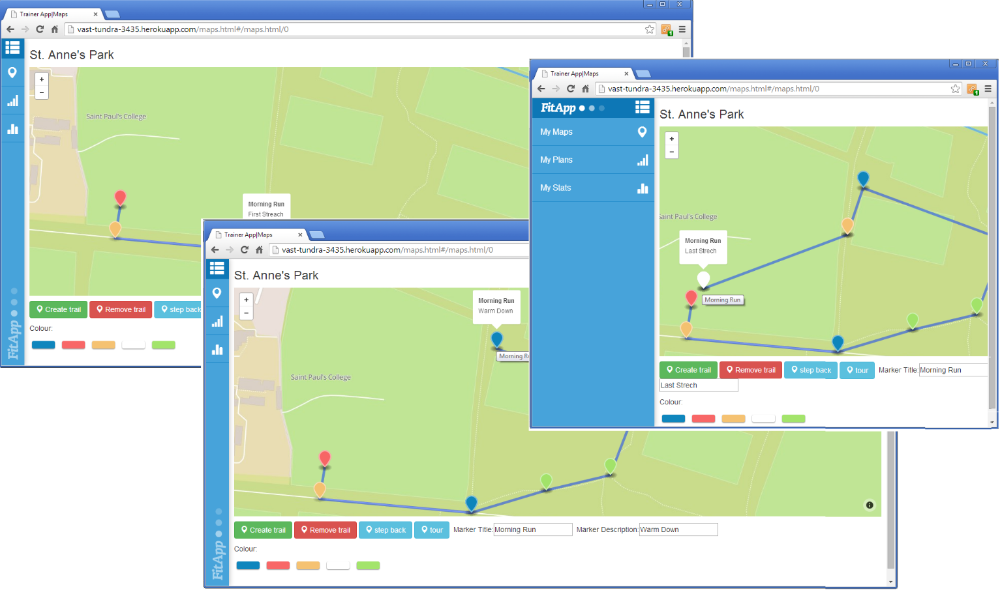 Trainer App|Maps
vast-tundra-3435.herokuapp.com/maps.html#/maps.html/0
St. Anne's Park
+
−
Saint Paul's College
Morning Run
First Streach
Create trail
Remove trail
step back
Colour:
FitApp
Trainer App|Maps
vast-tundra-3435.herokuapp.com/maps.html#/maps.html/0
St. Anne's Park
+
−
Morning Run
Warm Down
Morning Ru
Saint Paul's College
Create trail
Remove trail
step back
tour
Marker Title: Morning Run
Marker Description: Warm Down
Colour:
FitApp
Trainer App|Maps
vast-tundra-3435.herokuapp.com/maps.html#/maps.html/0
1
FitApp
My Maps
My Plans
My Stats
St. Anne's Park
+
−
Saint Paul's College
Morning Run
Last Strech
Morning Run
Create trail
Remove trail
step back
tour
Marker Title: Morning Run
Last Strech
Colour: